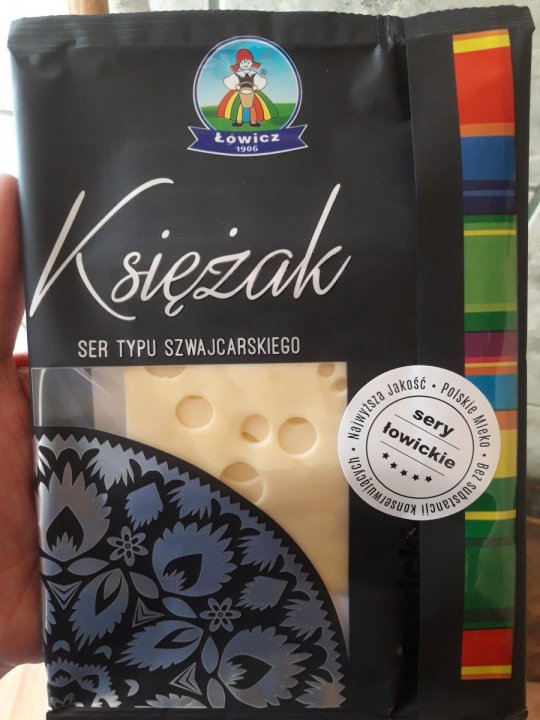 ®
Łowicz
1906
Księżak
SER TYPU SZWAJCARSKIEGO
Najwyższa Jakość • Polskie Mleko • Bez substancji konserwujących •
sery
łowickie